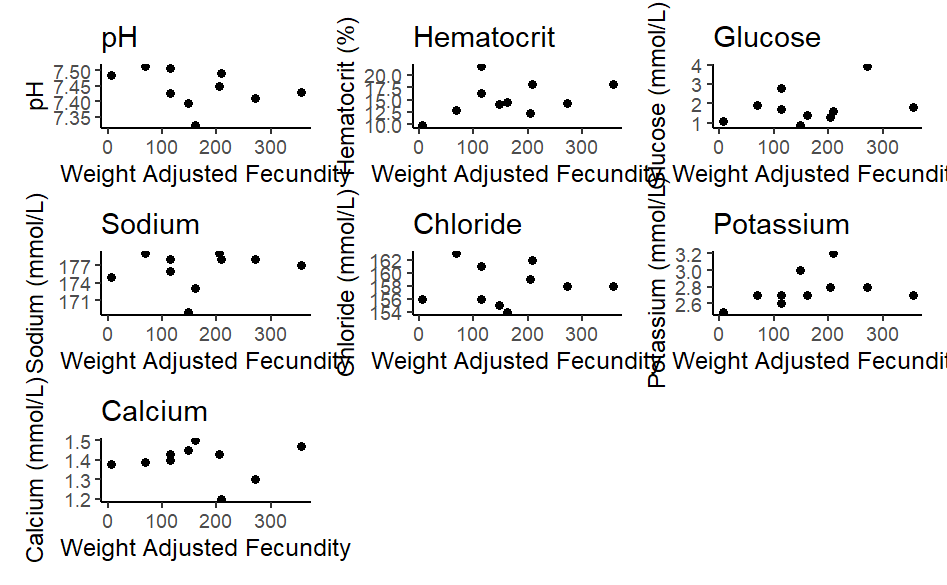 pH
pH
7.50
7.45
7.40
7.35
0 100 200 300
Weight Adjusted Fecundity
Hematocrit
Hematocrit (%)
20.0
17.5
15.0
12.5
10.0
0 100 200 300
Weight Adjusted Fecundity
Glucose
Glucose (mmol/L)
4
3
2
1
0 100 200 300
Weight Adjusted Fecundit
Sodium
Sodium (mmol/L)
177
174
171
0 100 200 300
Weight Adjusted Fecundity
Chloride
Chloride (mmol/L)
162
160
158
156
154
0 100 200 300
Weight Adjusted Fecundity
Potassium
Potassium (mmol/L)
3.2
3.0
2.8
2.6
0 100 200 300
Weight Adjusted Fecundit
Calcium
Calcium (mmol/L)
1.5
1.4
1.3
1.2
0 100 200 300
Weight Adjusted Fecundity